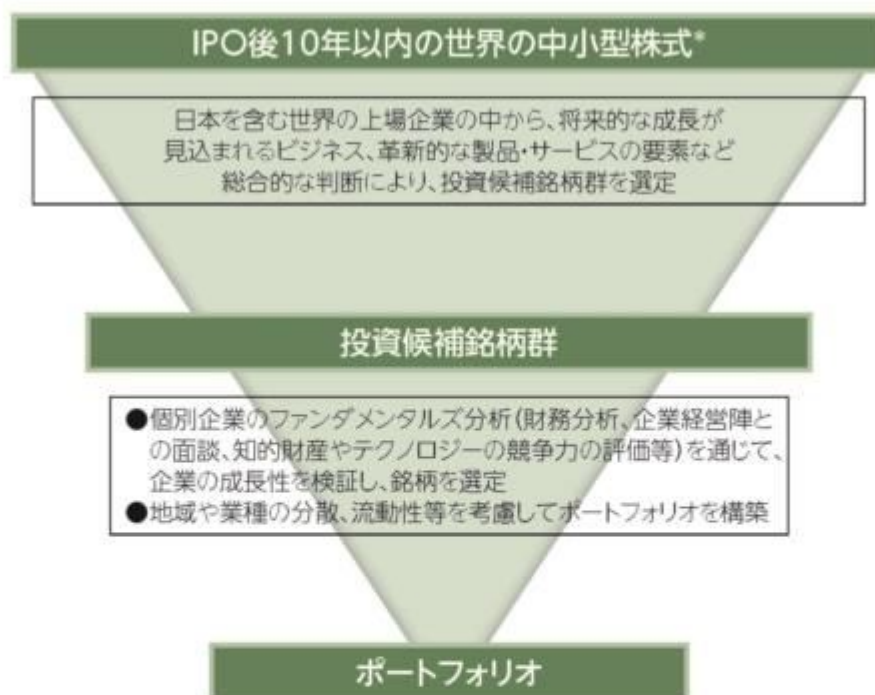 IPO後10年以内の世界の中小型株式*
日本を含む世界の上場企業の中から、将来的な成長が
見込まれるビジネス、革新的な製品・サービスの要素など
総合的な判断により、投資候補銘柄群を選定
投資候補銘柄群
●個別企業のファンダメンタルズ分析(財務分析、企業経営陣と
の面談、知的財産やテクノロジーの競争力の評価等)を通じて、
企業の成長性を検証し、銘柄を選定
●地域や業種の分散、流動性等を考慮してポートフォリオを構築
ポートフォリオ